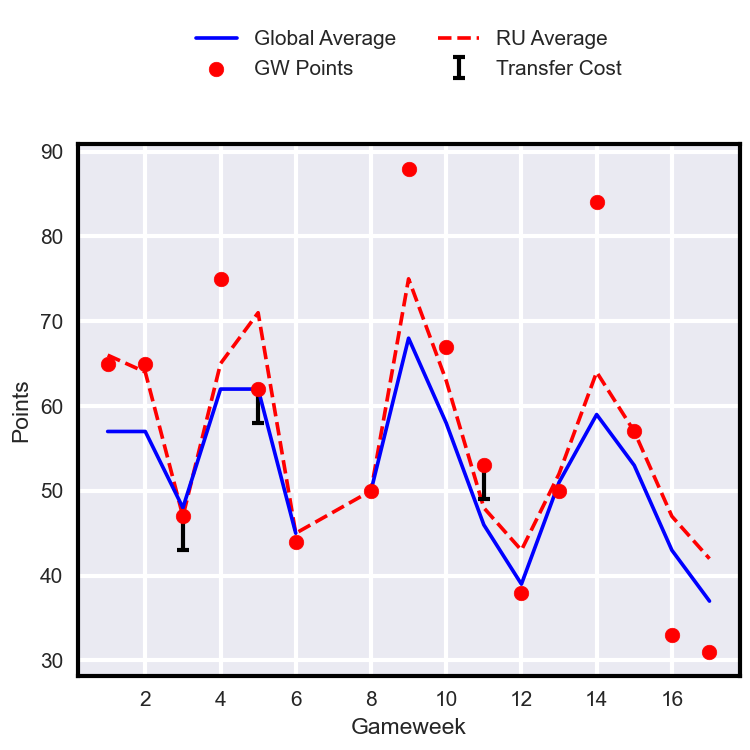 Global Average
RU Average
GW Points
Transfer Cost
90
80
70
60
50
40
30
Points
2 4 6 8 10 12 14 16
Gameweek